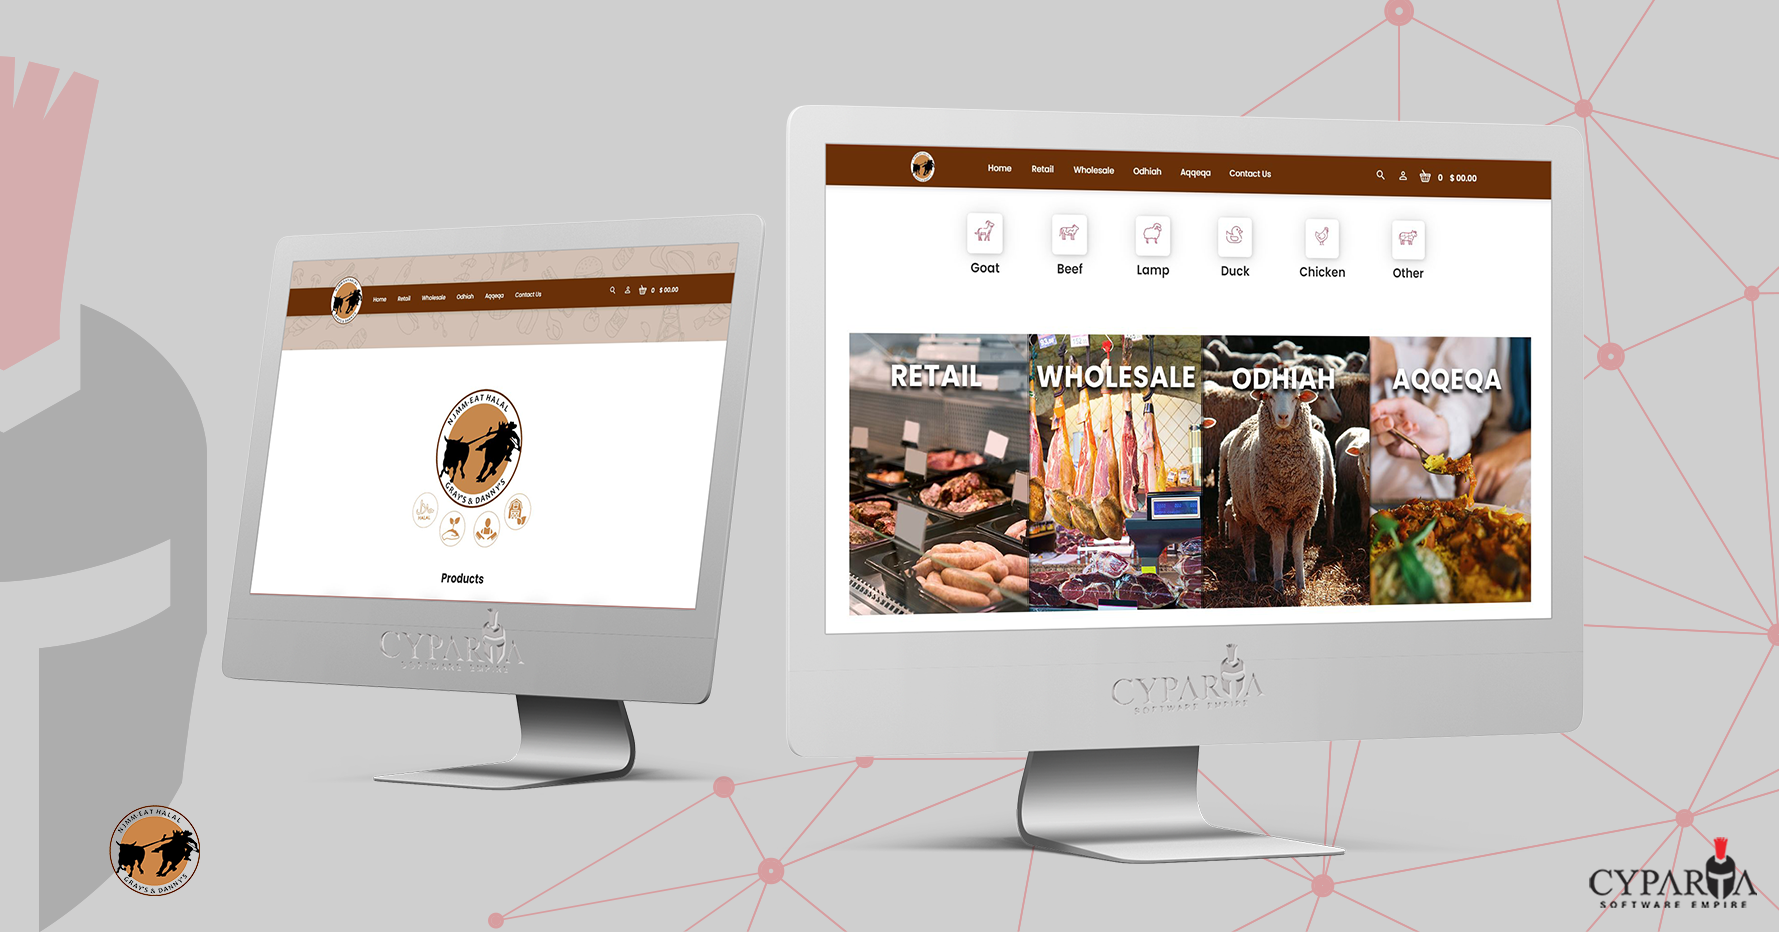 Home Retail Wholesale Odhiah Aqqeqa Contact Us 0 $ 00.00
NJMM-EAT HALAL
GRAY'S & DANNY'S
HALAL
Products
CYPARTA
SOFTWARE EMPIRE
Home Retail Wholesale Odhiah Aqqeqa Contact Us 0 $ 00.00
Goat Beef Lamp Duck Chicken Other
RETAIL WHOLESALE ODHIAH AQQEQA
CYPARTA
SOFTWARE EMPIRE
NJMM-EAT HALAL
GRAY'S & DANNY'S
CYPARTA
SOFTWARE EMPIRE